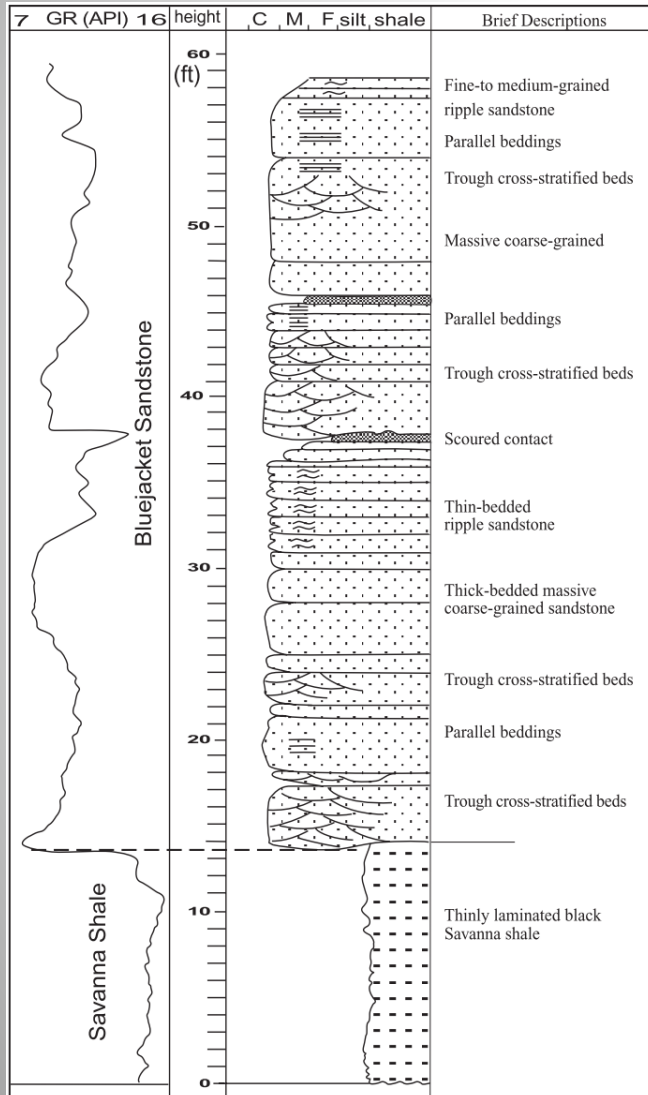 7 GR (API) 16
height
C M F silt shale
Brief Descriptions
60
(ft)
50
40
30
20
10
0
Bluejacket Sandstone
Savanna Shale
Fine-to medium-grained
ripple sandstone
Parallel beddings
Trough cross-stratified beds
Massive coarse-grained
Parallel beddings
Trough cross-stratified beds
Scoured contact
Thin-bedded
ripple sandstone
Thick-bedded massive
coarse-grained sandstone
Trough cross-stratified beds
Parallel beddings
Trough cross-stratified beds
Thinly laminated black
Savanna shale